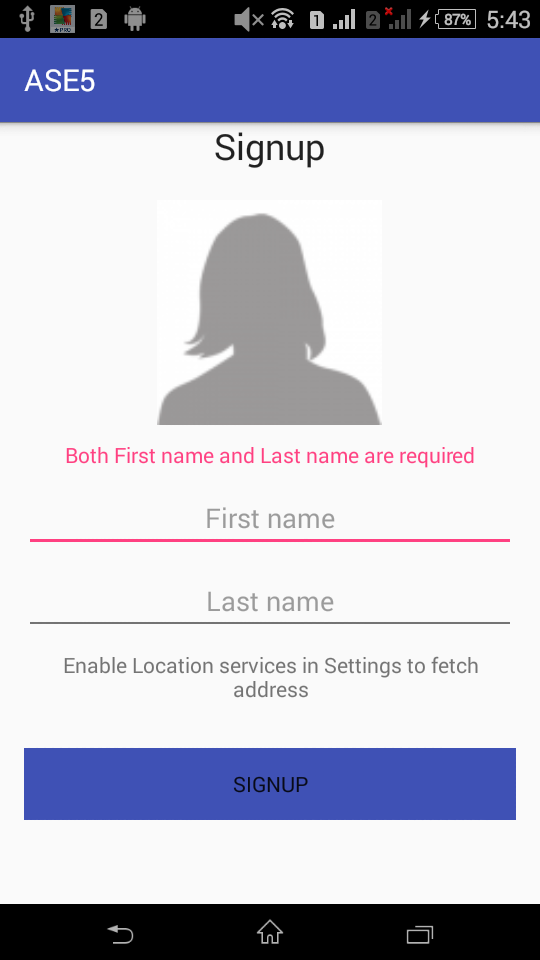 2 1 2 87% 5:43
ASE5
Signup
Both First name and Last name are required
First name
Last name
Enable Location services in Settings to fetch
address
SIGNUP